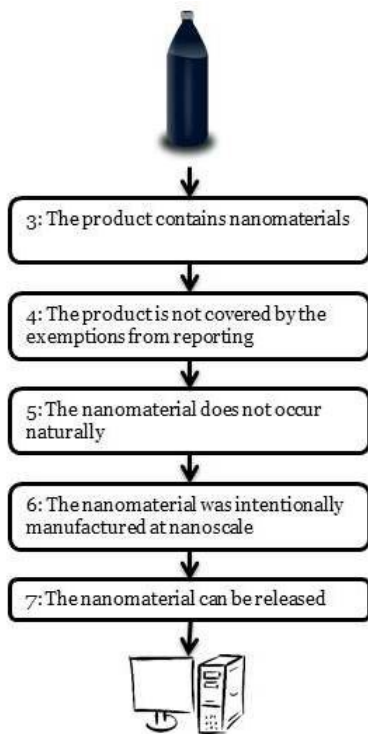 3: The product contains nanomaterials
4: The product is not covered by the
exemptions from reporting
5: The nanomaterial does not occur
naturally
6: The nanomaterial was intentionally
manufactured at nanoscale
7: The nanomaterial can be released